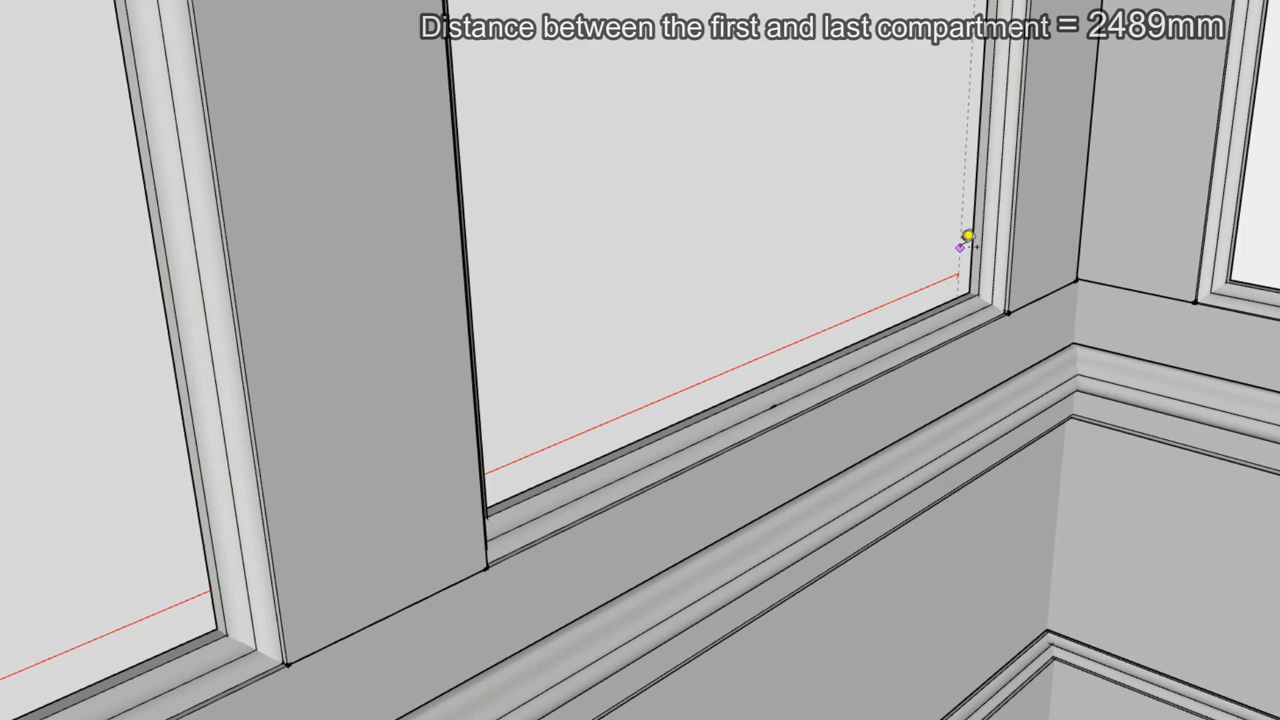 Distance between the first and last compartment = 2489mm